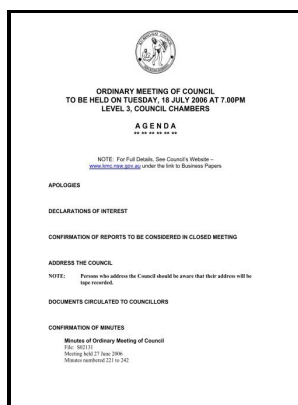 ORDINARY MEETING OF COUNCIL
TO BE HELD ON TUESDAY, 18 JULY 2006 AT 7.00PM
LEVEL 3, COUNCIL CHAMBERS
A G E N D A
** ** ** ** ** **
NOTE: For Full Details, See Council's Website –
www.kmc.nsw.gov.au under the link to Business Papers
APOLOGIES
DECLARATIONS OF INTEREST
CONFIRMATION OF REPORTS TO BE CONSIDERED IN CLOSED MEETING
ADDRESS THE COUNCIL
NOTE: Persons who address the Council should be aware that their address will be
tape recorded.
DOCUMENTS CIRCULATED TO COUNCILLORS
CONFIRMATION OF MINUTES
Minutes of Ordinary Meeting of Council
File: S02131
Meeting held 27 June 2006
Minutes numbered 221 to 242